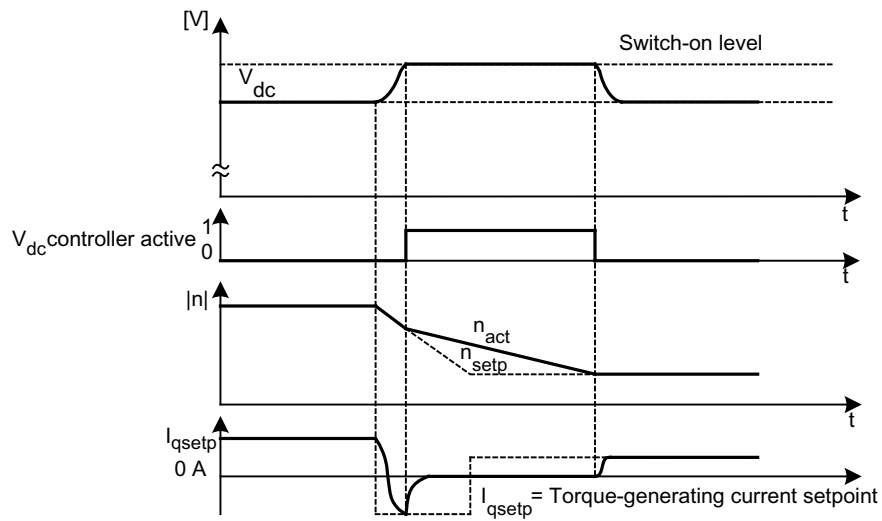 [V]
Switch-on level
Vdc
t
Vdc controller active
1
0
t
|n|
nact
nsetp
t
Iqsetp
0 A
t
Iqsetp = Torque-generating current setpoint